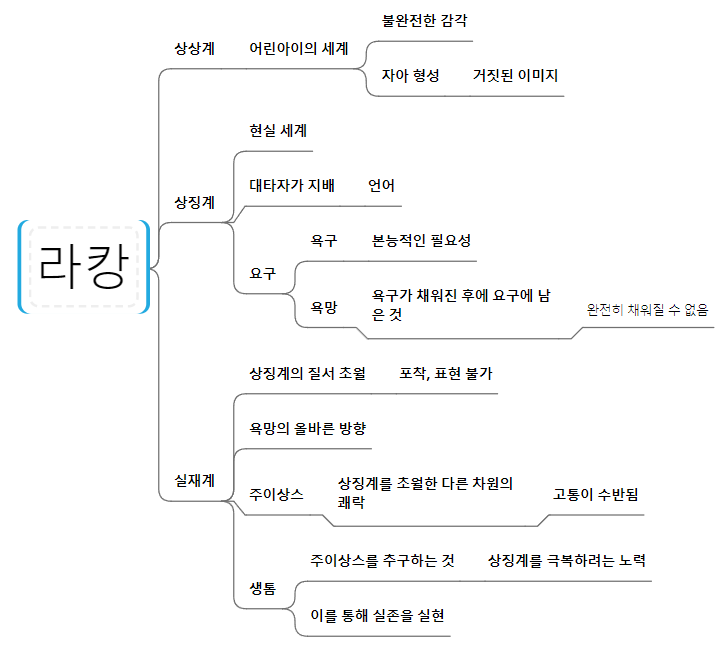 라캉
상상계
어린아이의 세계
불완전한 감각
자아 형성
거짓된 이미지
상징계
현실 세계
대타자가 지배
언어
요구
욕구
본능적인 필요성
욕망
욕구가 채워진 후에 요구에 남
은 것
완전히 채워질 수 없음
실재계
상징계의 질서 초월
포착, 표현 불가
욕망의 올바른 방향
주이상스
상징계를 초월한 다른 차원의
쾌락
고통이 수반됨
생톰
주이상스를 추구하는 것
상징계를 극복하려는 노력
이를 통해 실존을 실현